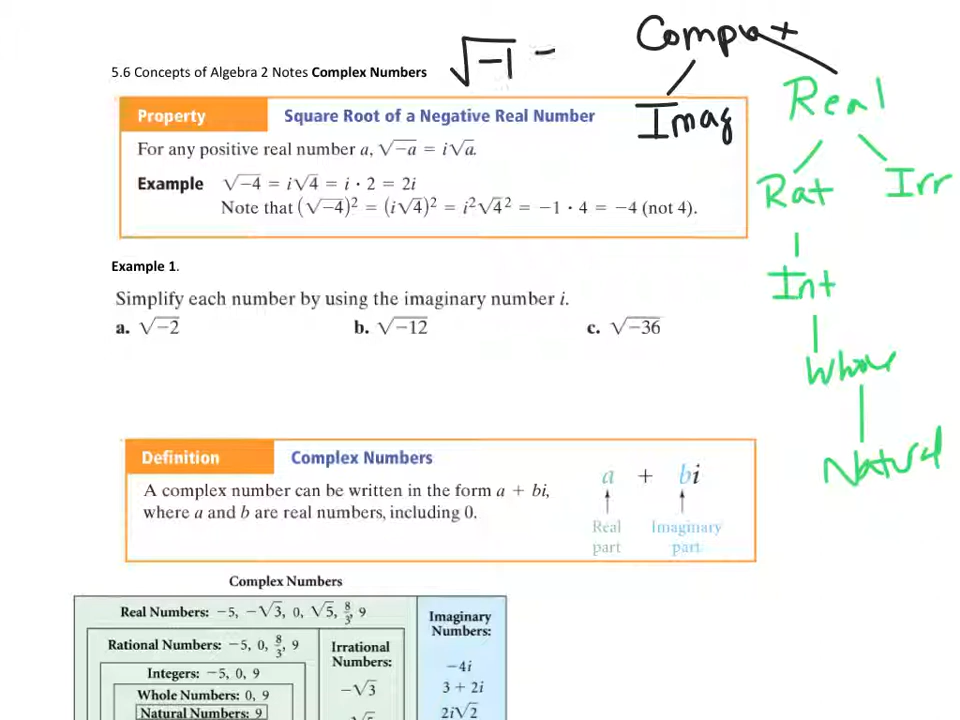 √-1 =
Complex
Imag
Real
Rat
Irr
Int
Whole
Natural
5.6 Concepts of Algebra 2 Notes Complex Numbers
Property Square Root of a Negative Real Number
For any positive real number a, √-a = i√a.
Example √-4 = i√4 = i · 2 = 2i
Note that (√-4)² = (i√4)² = i²√4² = -1 · 4 = -4 (not 4).
Example 1.
Simplify each number by using the imaginary number i.
a. √-2 b. √-12 c. √-36
Definition Complex Numbers
A complex number can be written in the form a + bi,
where a and b are real numbers, including 0.
a + bi
Real part
Imaginary part
Complex Numbers
Real Numbers: -5, -√3, 0, √5, 8/3, 9
Rational Numbers: -5, 0, 8/3, 9
Integers: -5, 0, 9
Whole Numbers: 0, 9
Natural Numbers: 9
Irrational
Numbers:
-√3
Imaginary
Numbers:
-4i
3 + 2i
2i√2